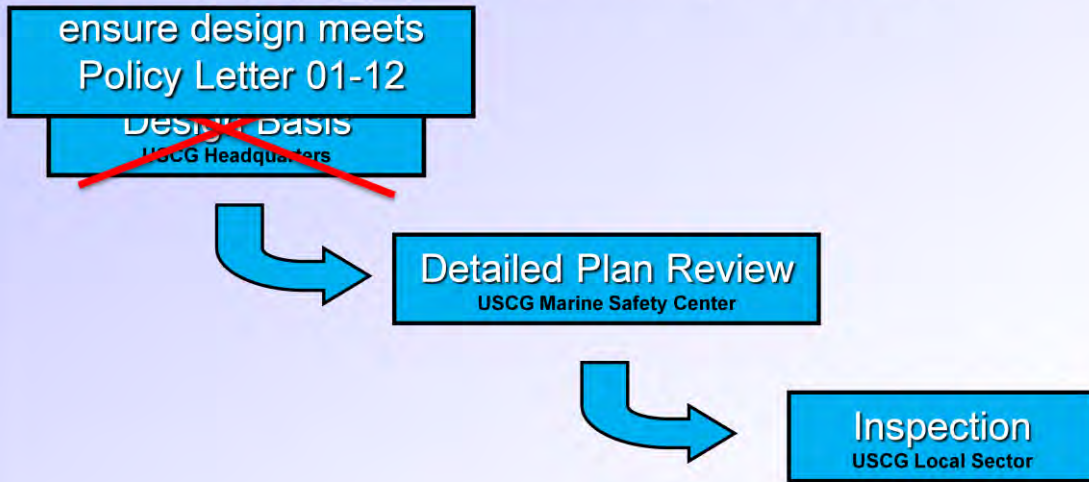 ensure design meets
Policy Letter 01-12
Design Basis
USCG Headquarters
Detailed Plan Review
USCG Marine Safety Center
Inspection
USCG Local Sector